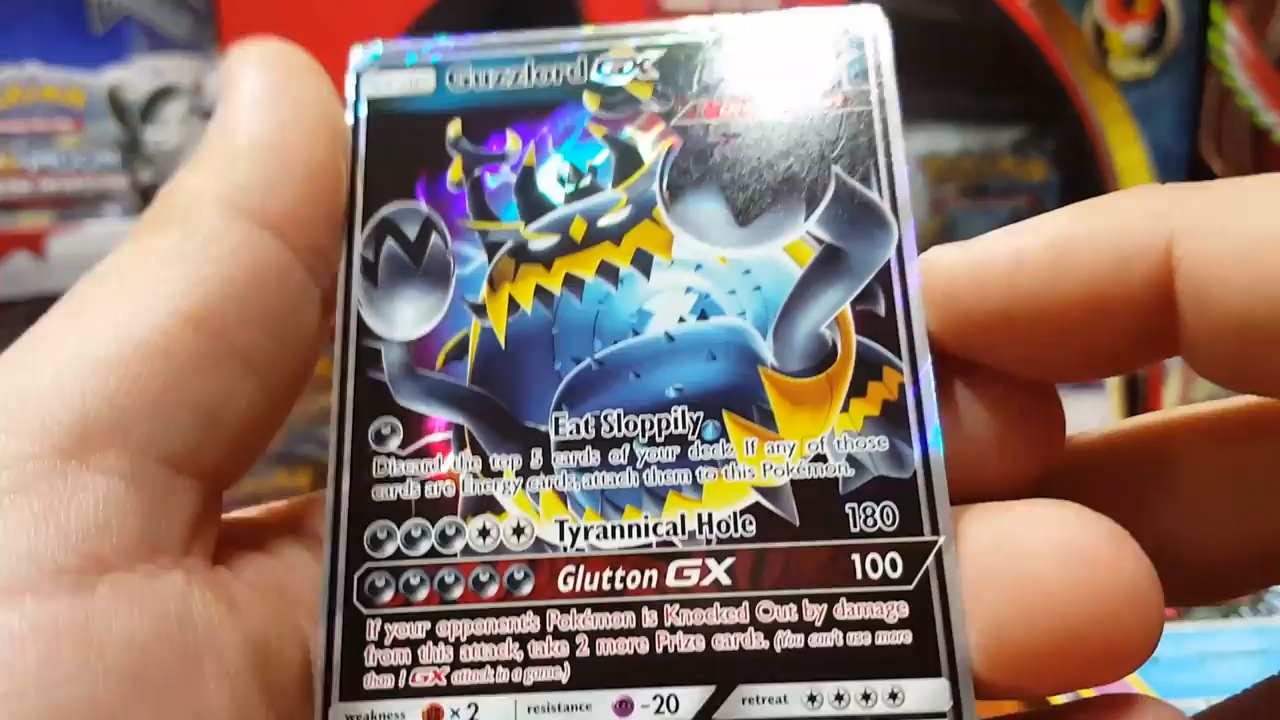 Guzzlord GX
Eat Sloppily
Discard the top 5 cards of your deck. If any of those
cards are Energy cards, attach them to this Pokémon.
Tyrannical Hole 180
Glutton GX 100
If your opponent's Pokémon is Knocked Out by damage
from this attack, take 2 more Prize cards. (You can't use more
than 1 GX attack in a game.)
weakness ×2 resistance -20 retreat